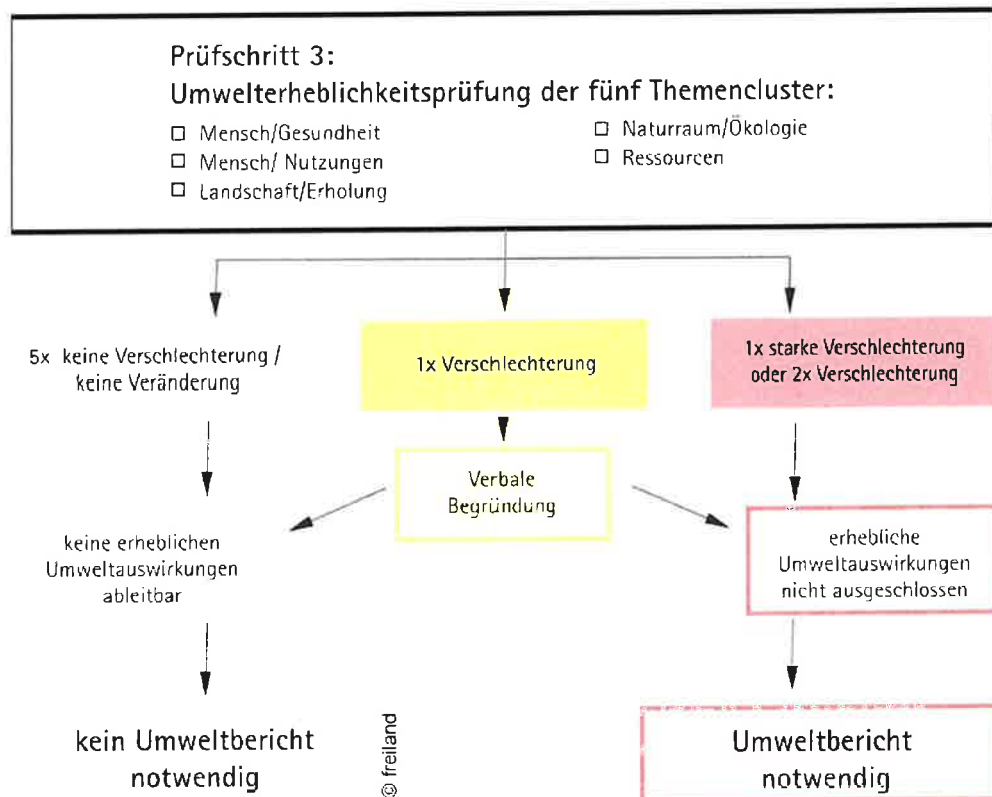 Prüfschritt 3:
Umwelterheblichkeitsprüfung der fünf Themencluster:
Mensch/Gesundheit
Mensch/ Nutzungen
Landschaft/Erholung
Naturraum/Ökologie
Ressourcen
5x keine Verschlechterung /
keine Veränderung
1x Verschlechterung
1x starke Verschlechterung
oder 2x Verschlechterung
Verbale
Begründung
keine erheblichen
Umweltauswirkungen
ableitbar
erhebliche
Umweltauswirkungen
nicht ausgeschlossen
kein Umweltbericht
notwendig
© freiland
Umweltbericht
notwendig